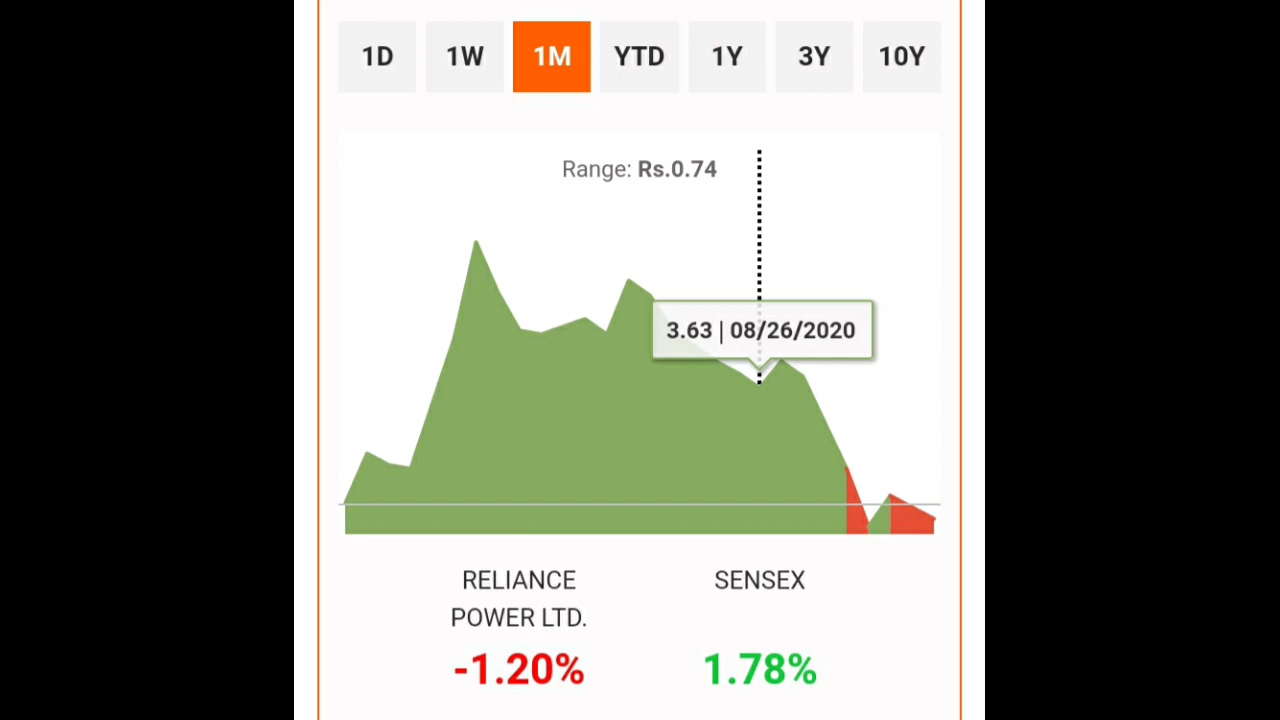 1D 1W 1M YTD 1Y 3Y 10Y
Range: Rs.0.74
3.63 | 08/26/2020
RELIANCE
POWER LTD.
-1.20%
SENSEX
1.78%